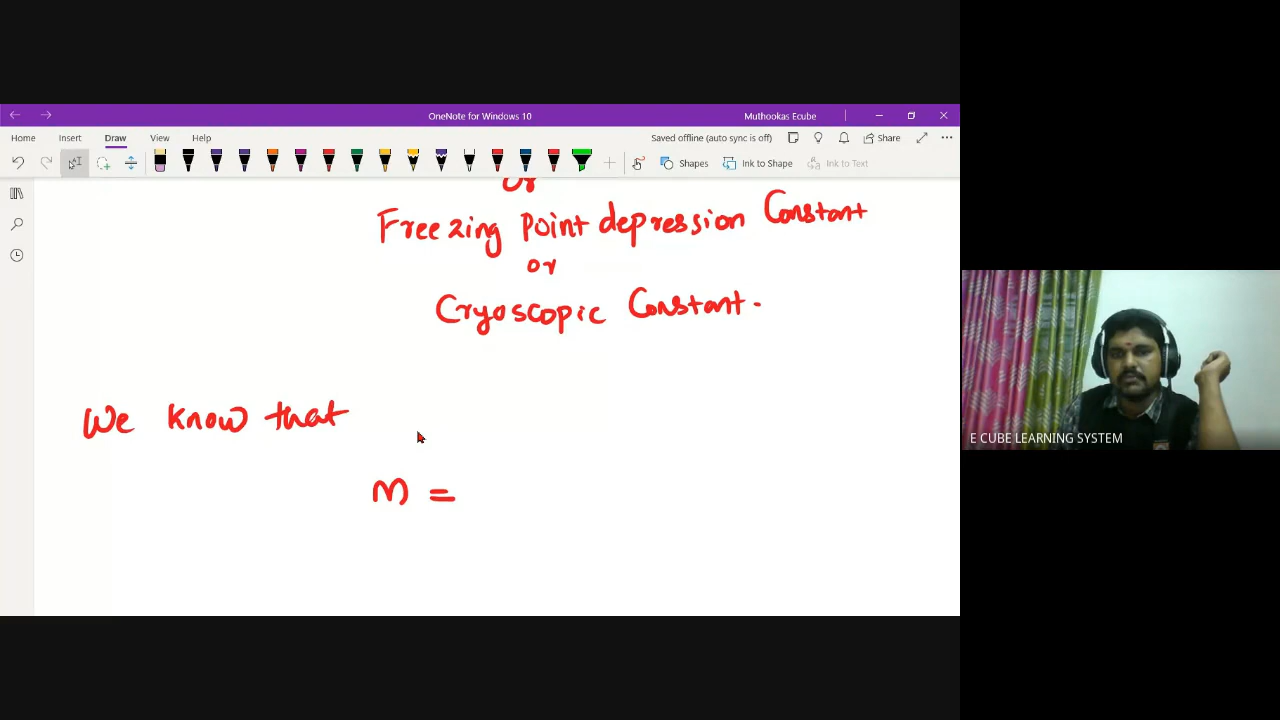 OneNote for Windows 10
Muthookas Ecube
Home Insert Draw View Help
Saved offline (auto sync is off)
Share
Shapes
Ink to Shape
Ink to Text
or
Freezing Point depression Constant
or
Cryoscopic Constant.
We know that
m =
E CUBE LEARNING SYSTEM